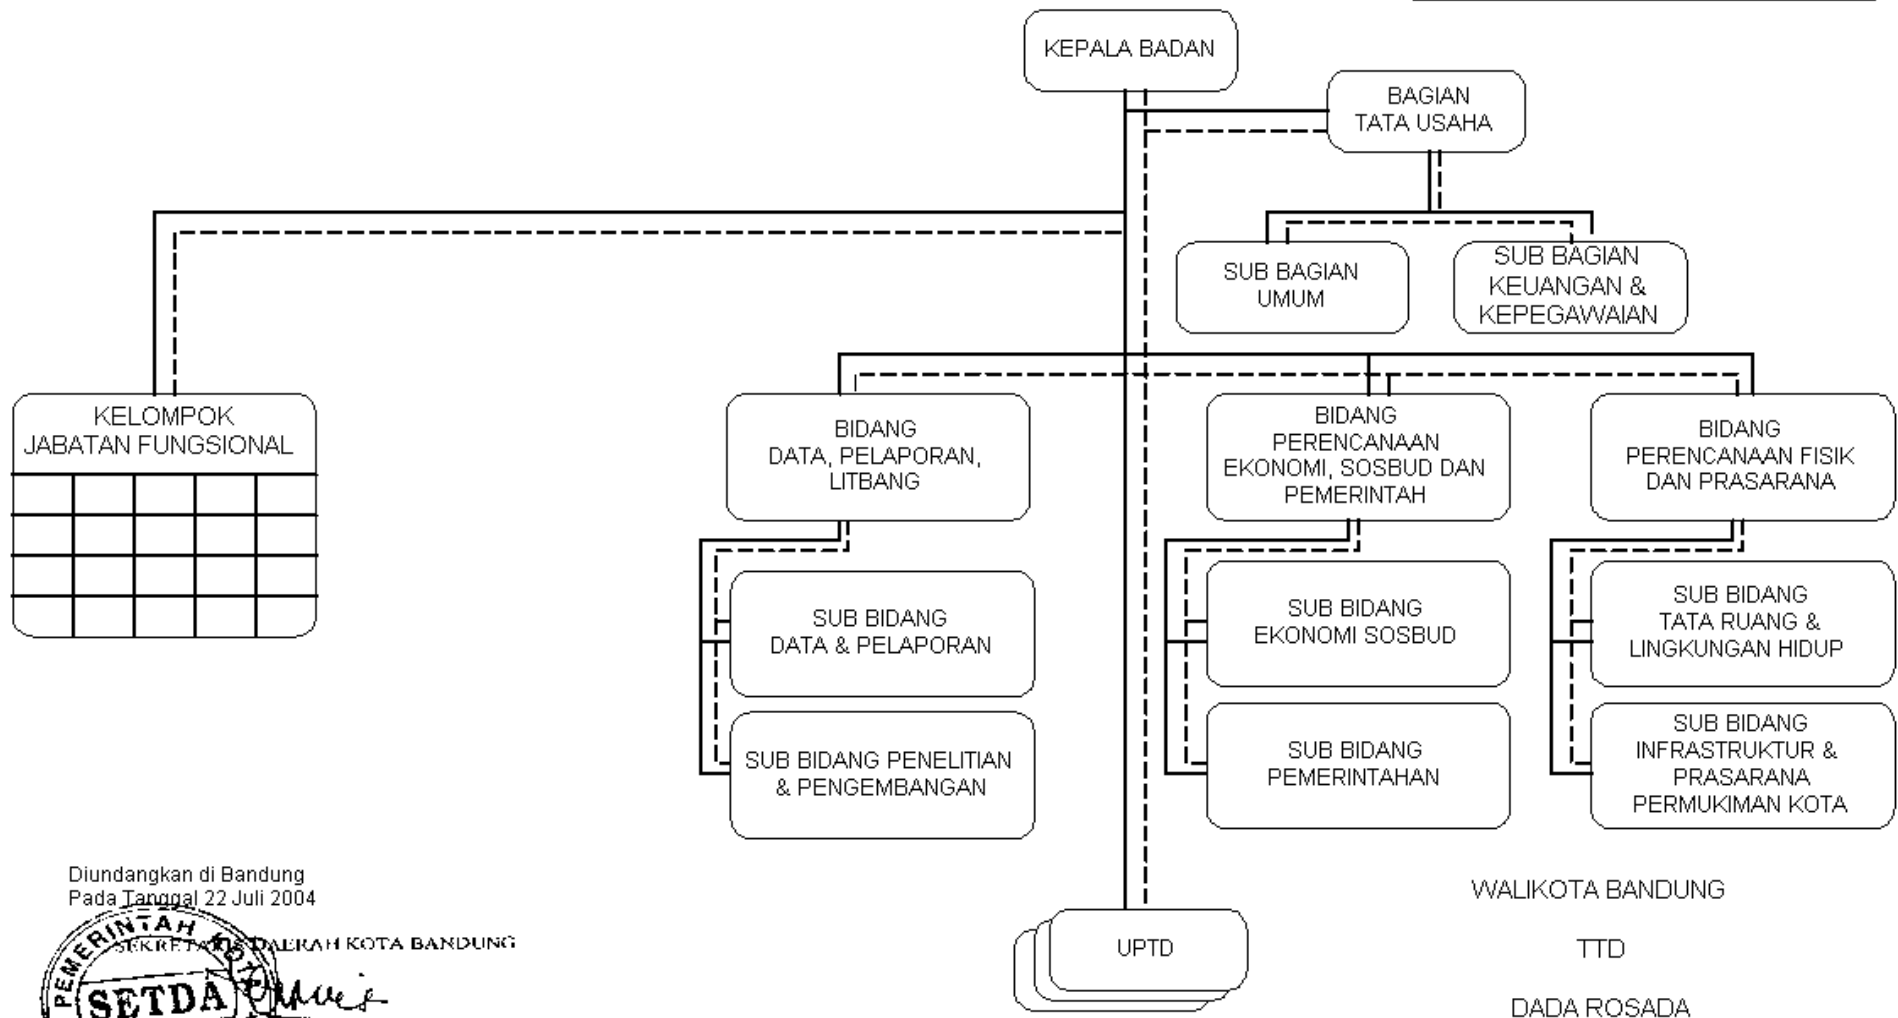 KEPALA BADAN
BAGIAN
TATA USAHA
SUB BAGIAN
UMUM
SUB BAGIAN
KEUANGAN &
KEPEGAWAIAN
KELOMPOK
JABATAN FUNGSIONAL
BIDANG
DATA, PELAPORAN,
LITBANG
BIDANG
PERENCANAAN
EKONOMI, SOSBUD DAN
PEMERINTAH
BIDANG
PERENCANAAN FISIK
DAN PRASARANA
SUB BIDANG
DATA & PELAPORAN
SUB BIDANG
EKONOMI SOSBUD
SUB BIDANG
TATA RUANG &
LINGKUNGAN HIDUP
SUB BIDANG PENELITIAN
& PENGEMBANGAN
SUB BIDANG
PEMERINTAHAN
SUB BIDANG
INFRASTRUKTUR &
PRASARANA
PERMUKIMAN KOTA
Diundangkan di Bandung
Pada Tanggal 22 Juli 2004
SEKRETARIS DAERAH KOTA BANDUNG
PEMERINTAH KOTA
SETDA
UPTD
WALIKOTA BANDUNG
TTD
DADA ROSADA